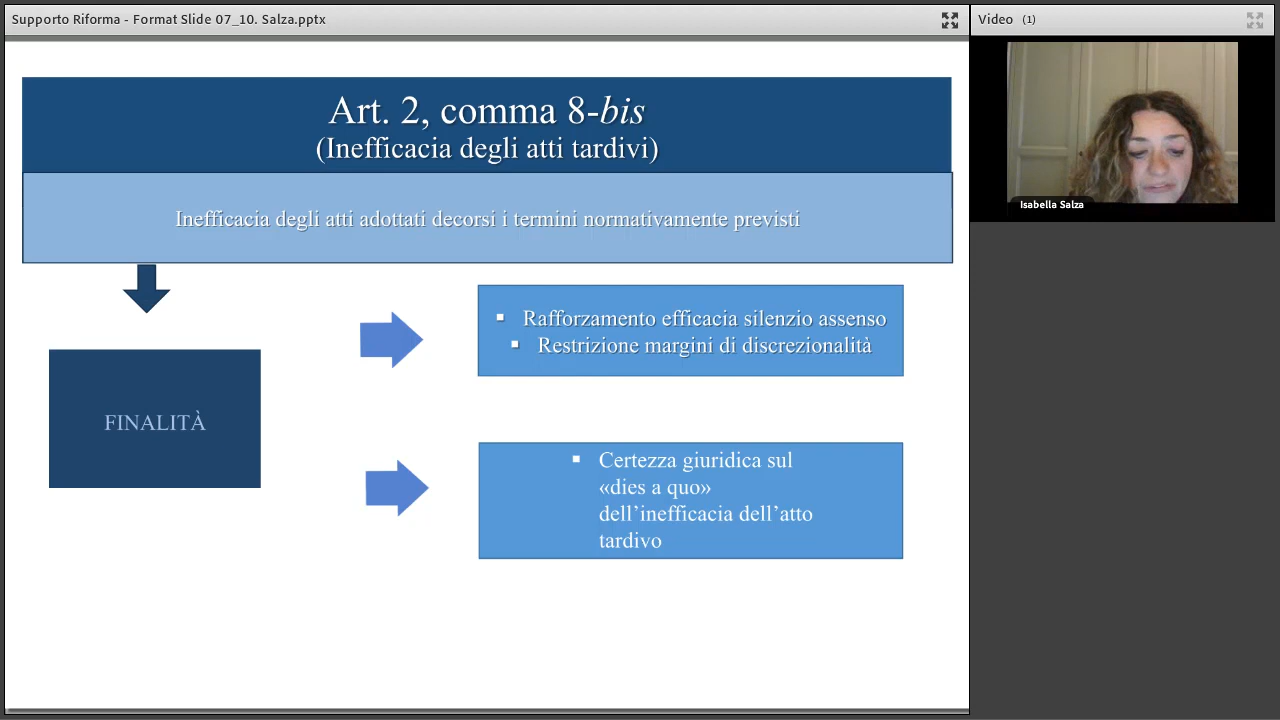 Supporto Riforma - Format Slide 07_10. Salza.pptx
Video (1)
Isabella Salza
Art. 2, comma 8-bis
(Inefficacia degli atti tardivi)
Inefficacia degli atti adottati decorsi i termini normativamente previsti
▪ Rafforzamento efficacia silenzio assenso
▪ Restrizione margini di discrezionalità
FINALITÀ
▪ Certezza giuridica sul
«dies a quo»
dell’inefficacia dell’atto
tardivo